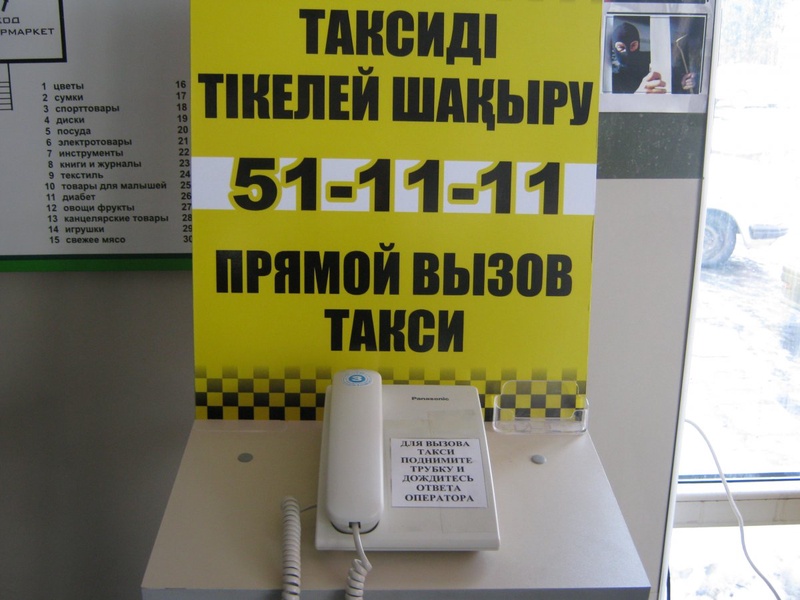 ТАКСИДІ
ТІКЕЛЕЙ ШАҚЫРУ
51-11-11
ПРЯМОЙ ВЫЗОВ
ТАКСИ
Panasonic
ДЛЯ ВЫЗОВА
ТАКСИ
ПОДНИМИТЕ
ТРУБКУ И
ДОЖДИТЕСЬ
ОТВЕТА
ОПЕРАТОРА
1 цветы 16
2 сумки 17
3 спорттовары 18
4 диски 19
5 посуда 20
6 электротовары 21
7 инструменты 22
8 книги и журналы 23
9 текстиль 24
10 товары для малышей 25
11 диабет 26
12 овощи фрукты 27
13 канцелярские товары 28
14 игрушки 29
15 свежее мясо 30